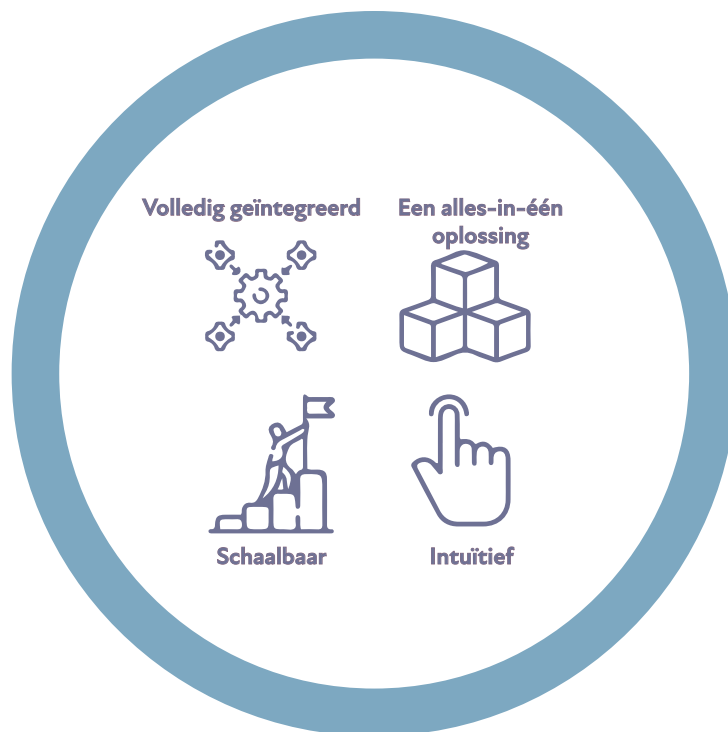 Volledig geïntegreerd
Een alles-in-één
oplossing
Schaalbaar
Intuïtief